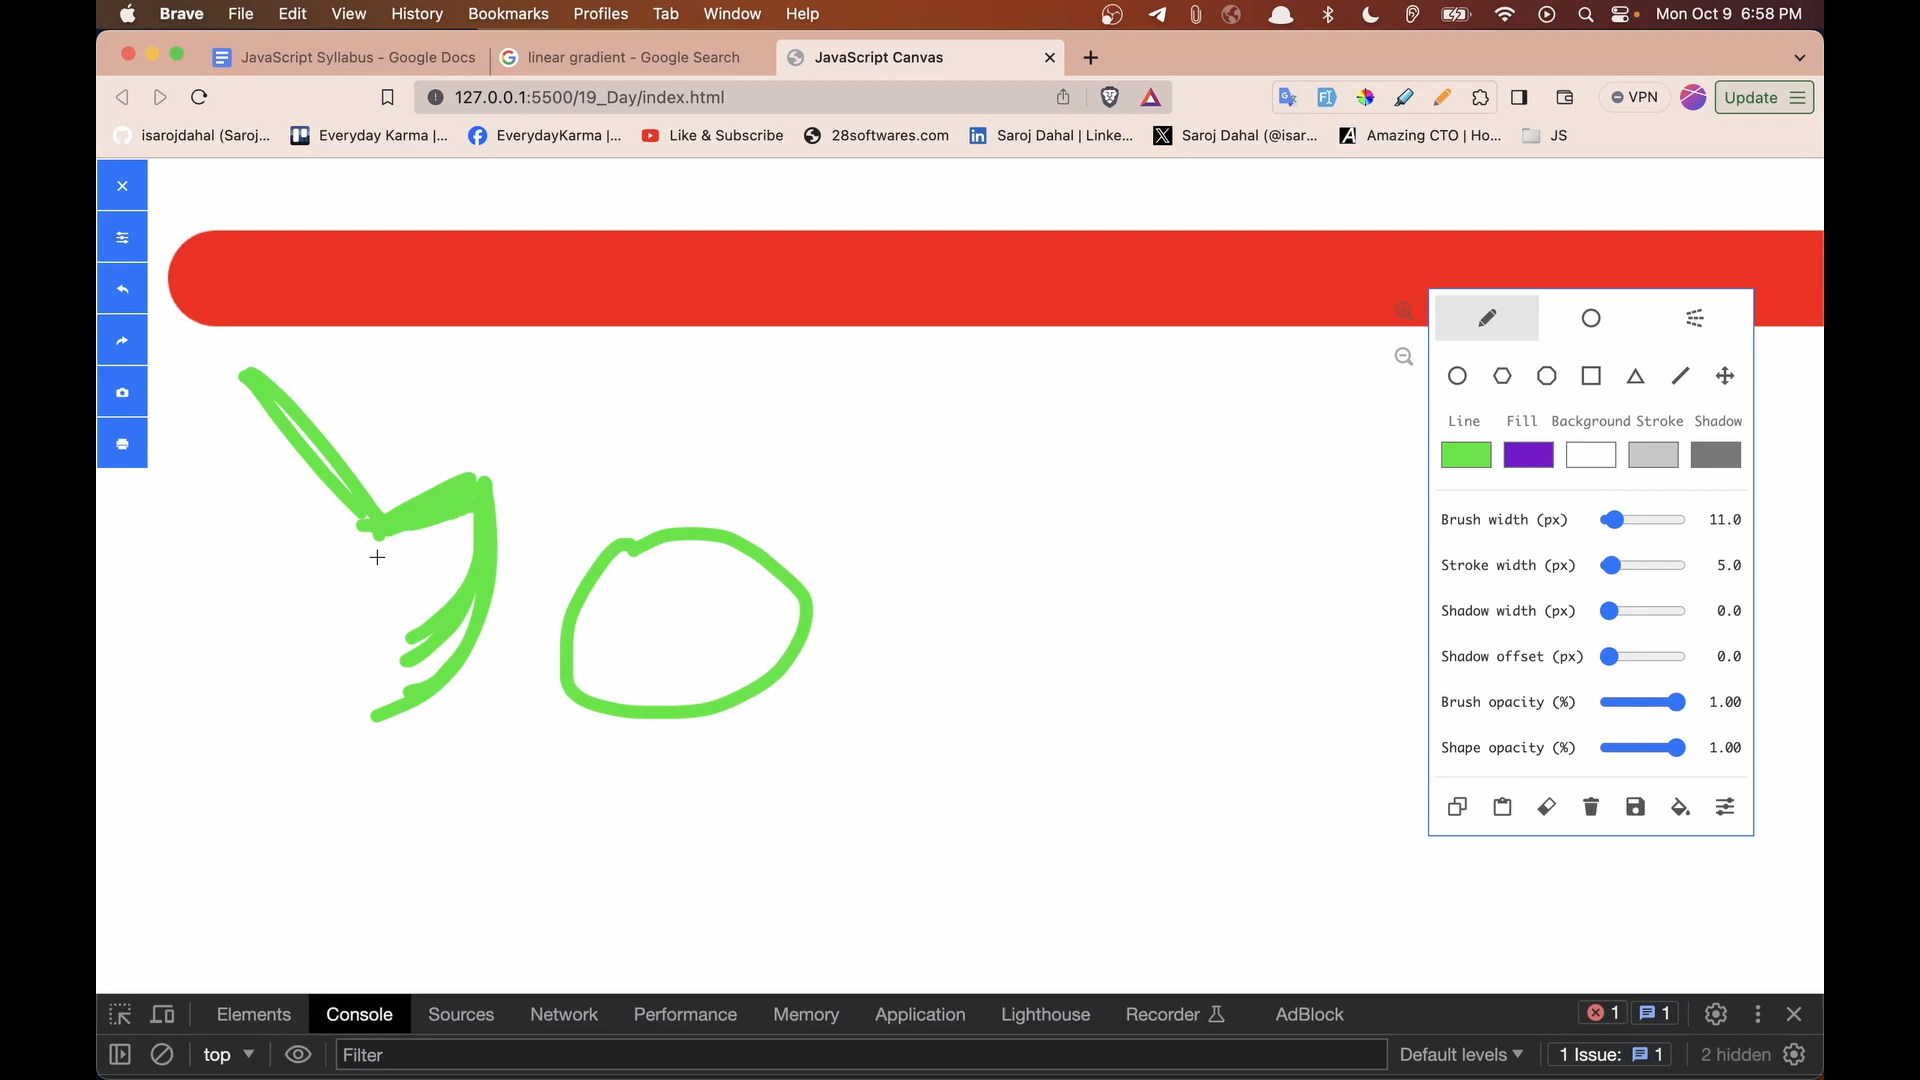 Brave File Edit View History Bookmarks Profiles Tab Window Help Mon Oct 9 6:58 PM
JavaScript Syllabus - Google Docs linear gradient - Google Search JavaScript Canvas
127.0.0.1:5500/19_Day/index.html VPN Update
isarojdahal (Saroj... Everyday Karma |... EverydayKarma |... Like & Subscribe 28softwares.com Saroj Dahal | Linke... Saroj Dahal (@isar... Amazing CTO | Ho... JS
Line Fill Background Stroke Shadow
Brush width (px) 11.0
Stroke width (px) 5.0
Shadow width (px) 0.0
Shadow offset (px) 0.0
Brush opacity (%) 1.00
Shape opacity (%) 1.00
Elements Console Sources Network Performance Memory Application Lighthouse Recorder AdBlock 1 1
top Filter Default levels 1 Issue: 1 2 hidden